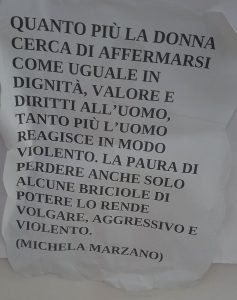 QUANTO PIÙ LA DONNA
CERCA DI AFFERMARSI
COME UGUALE IN
DIGNITÀ, VALORE E
DIRITTI ALL'UOMO,
TANTO PIÙ L'UOMO
REAGISCE IN MODO
VIOLENTO. LA PAURA DI
PERDERE ANCHE SOLO
ALCUNE BRICIOLE DI
POTERE LO RENDE
VOLGARE, AGGRESSIVO E
VIOLENTO.
(MICHELA MARZANO)